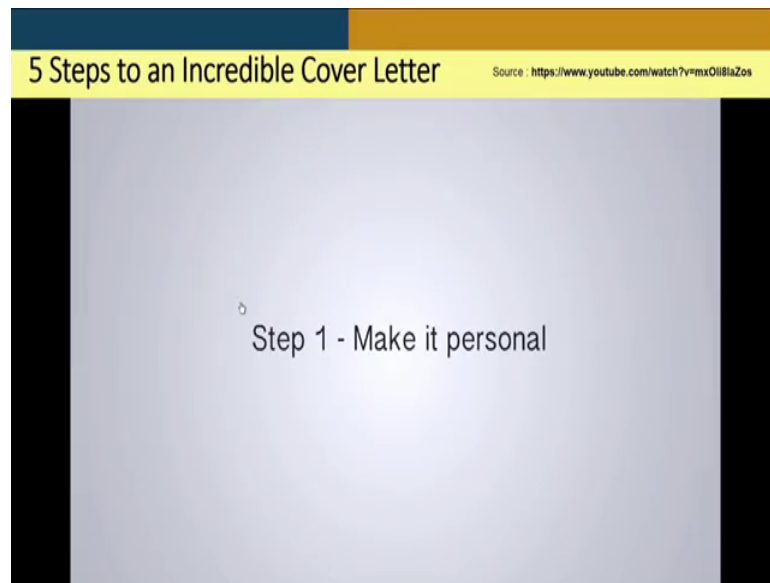 5 Steps to an Incredible Cover Letter
Source : https://www.youtube.com/watch?v=mxOli8laZos
Step 1 - Make it personal